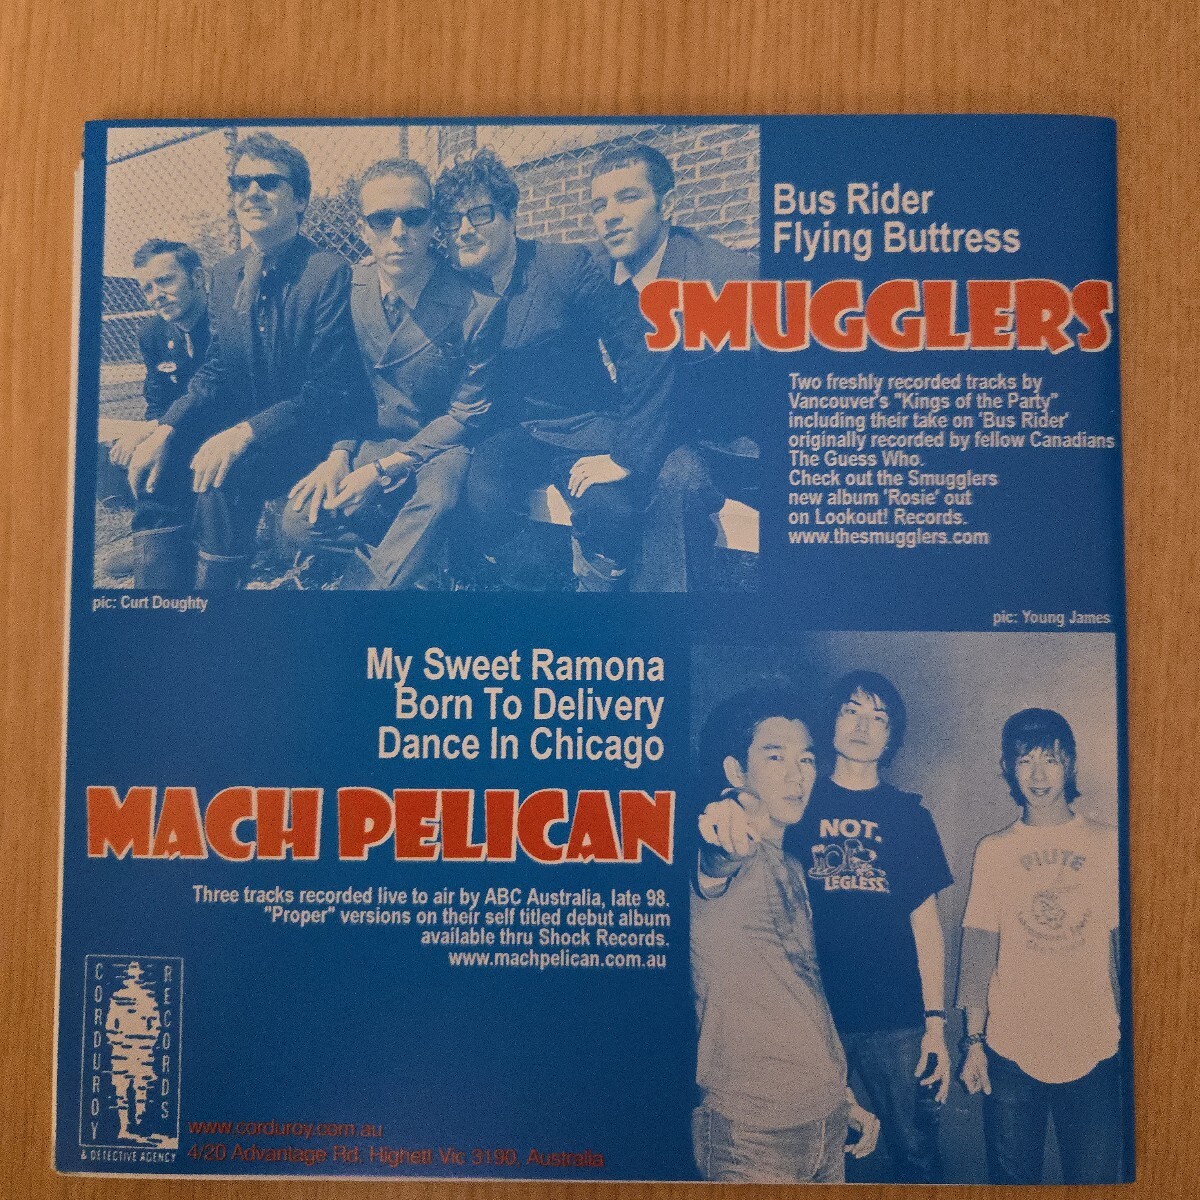 Bus Rider
Flying Buttress
SMUGGLERS
Two freshly recorded tracks by
Vancouver's "Kings of the Party"
including their take on 'Bus Rider'
originally recorded by fellow Canadians
The Guess Who.
Check out the Smugglers
new album 'Rosie' out
on Lookout! Records.
www.thesmugglers.com
pic: Curt Doughty
pic: Young James
My Sweet Ramona
Born To Delivery
Dance In Chicago
MACH PELICAN
Three tracks recorded live to air by ABC Australia, late 98.
"Proper" versions on their self titled debut album
available thru Shock Records.
www.machpelican.com.au
NOT.
LEGLESS
PIUTE
CORDUROY
RECORDS
& DETECTIVE AGENCY
www.corduroy.com.au
4/20 Advantage Rd, Highett Vic 3190, Australia